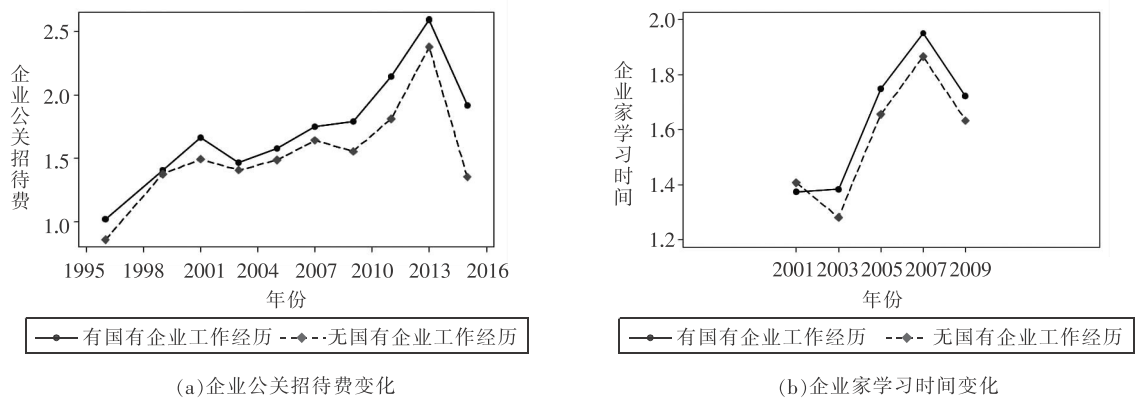 企业公关招待费
2.5
2.0
1.5
1.0
1995 1998 2001 2004 2007 2010 2013 2016
年份
有国有企业工作经历 无国有企业工作经历
(a)企业公关招待费变化
企业家学习时间
2.0
1.8
1.6
1.4
1.2
2001 2003 2005 2007 2009
年份
有国有企业工作经历 无国有企业工作经历
(b)企业家学习时间变化